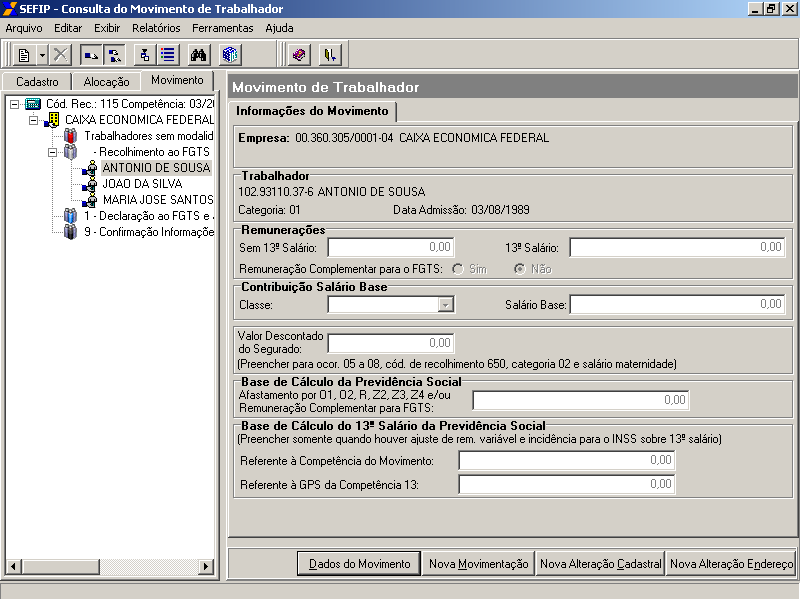 SEFIP - Consulta do Movimento de Trabalhador
Arquivo Editar Exibir Relatórios Ferramentas Ajuda
Cadastro Alocação Movimento
Cód. Rec.: 115 Competência: 03/20
CAIXA ECONOMICA FEDERAL
Trabalhadores sem modalid
- Recolhimento ao FGTS
ANTONIO DE SOUSA
JOAO DA SILVA
MARIA JOSE SANTOS
1 - Declaração ao FGTS e
9 - Confirmação Informaçõe
Movimento de Trabalhador
Informações do Movimento
Empresa: 00.360.305/0001-04 CAIXA ECONOMICA FEDERAL
Trabalhador
102.93110.37-6 ANTONIO DE SOUSA
Categoria: 01 Data Admissão: 03/08/1989
Remunerações
Sem 13º Salário: 0,00 13º Salário: 0,00
Remuneração Complementar para o FGTS: Sim Não
Contribuição Salário Base
Classe: Salário Base: 0,00
Valor Descontado
do Segurado: 0,00
(Preencher para ocor. 05 a 08, cód. de recolhimento 650, categoria 02 e salário maternidade)
Base de Cálculo da Previdência Social
Afastamento por O1, O2, R, Z2, Z3, Z4 e/ou
Remuneração Complementar para FGTS: 0,00
Base de Cálculo do 13º Salário da Previdência Social
(Preencher somente quando houver ajuste de rem. variável e incidência para o INSS sobre 13º salário)
Referente à Competência do Movimento: 0,00
Referente à GPS da Competência 13: 0,00
Dados do Movimento Nova Movimentação Nova Alteração Cadastral Nova Alteração Endereço